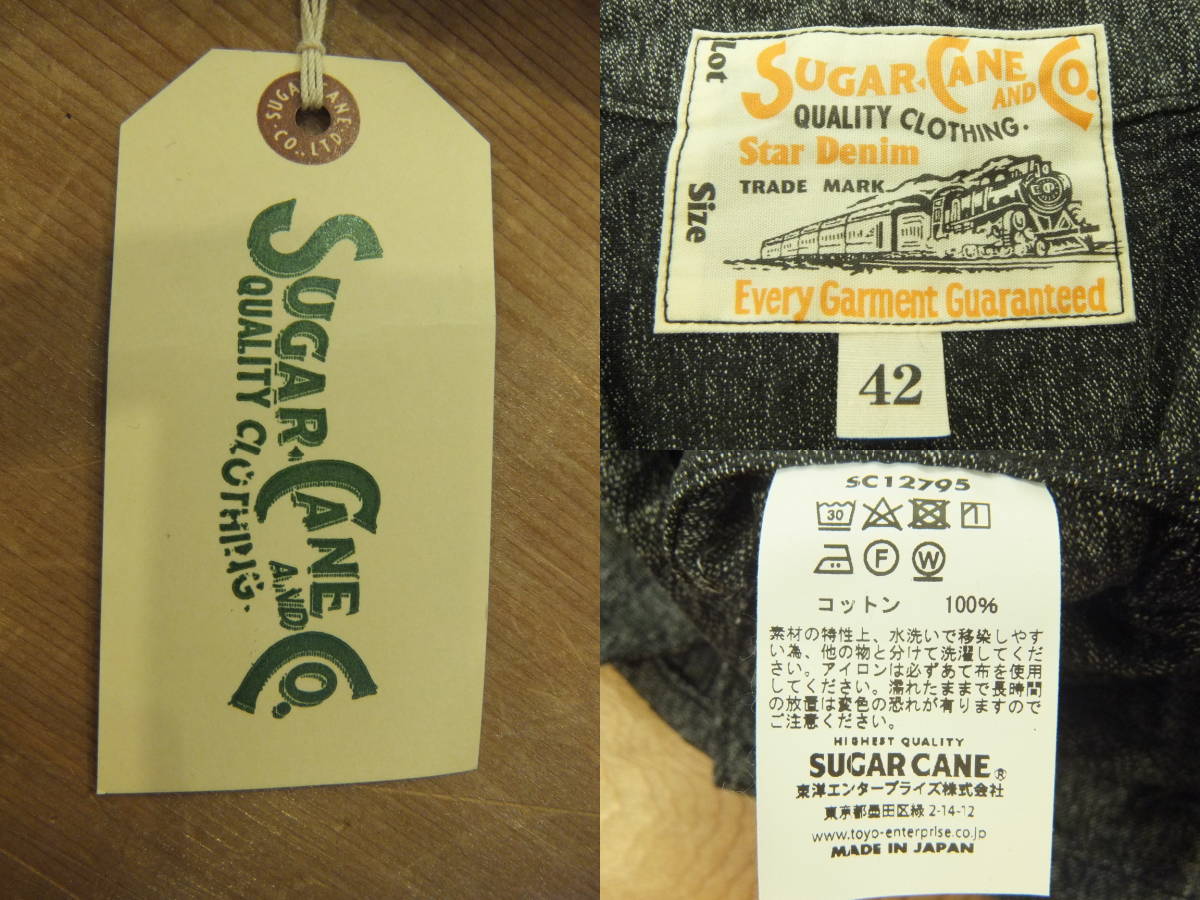 SUGAR CANE
CO., LTD.
SUGAR CANE AND CO.
QUALITY CLOTHING.
Lot
SUGAR CANE AND CO.
QUALITY CLOTHING.
Star Denim
Size
TRADE MARK
Every Garment Guaranteed
42
SC12795
30
1
F
W
コットン 100%
素材の特性上、水洗いで移染しやす
い為、他の物と分けて洗濯してくだ
さい。アイロンは必ずあて布を使用
してください。濡れたままで長時間
の放置は変色の恐れが有りますので
ご注意ください。
HIGHEST QUALITY
SUGAR CANE®
東洋エンタープライズ株式会社
東京都墨田区緑 2-14-12
www.toyo-enterprise.co.jp
MADE IN JAPAN